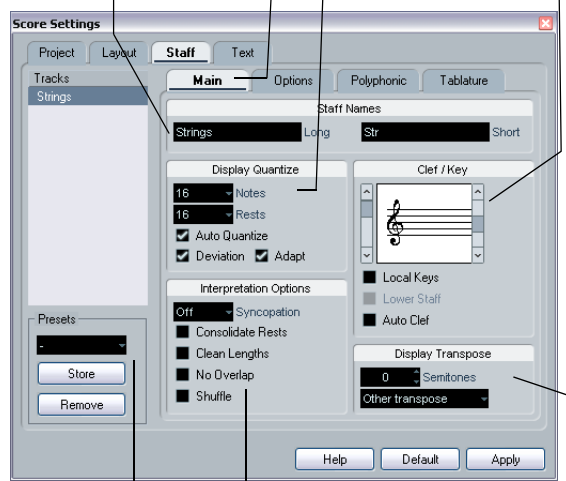 Score Settings
Project Layout Staff Text
Tracks
Strings
Main Options Polyphonic Tablature
Staff Names
Strings Long Str Short
Display Quantize
16 Notes
16 Rests
Auto Quantize
Deviation Adapt
Clef / Key
Local Keys
Lower Staff
Auto Clef
Interpretation Options
Off Syncopation
Consolidate Rests
Clean Lengths
No Overlap
Shuffle
Display Transpose
0 Semitones
Other transpose
Presets
-
Store
Remove
Help Default Apply